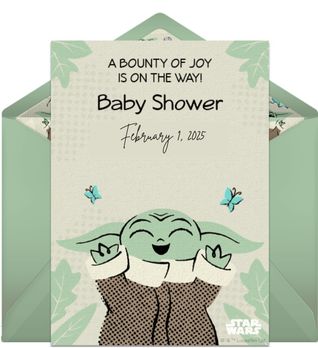 A BOUNTY OF JOY
IS ON THE WAY!
Baby Shower
February 1, 2025
STAR
WARS